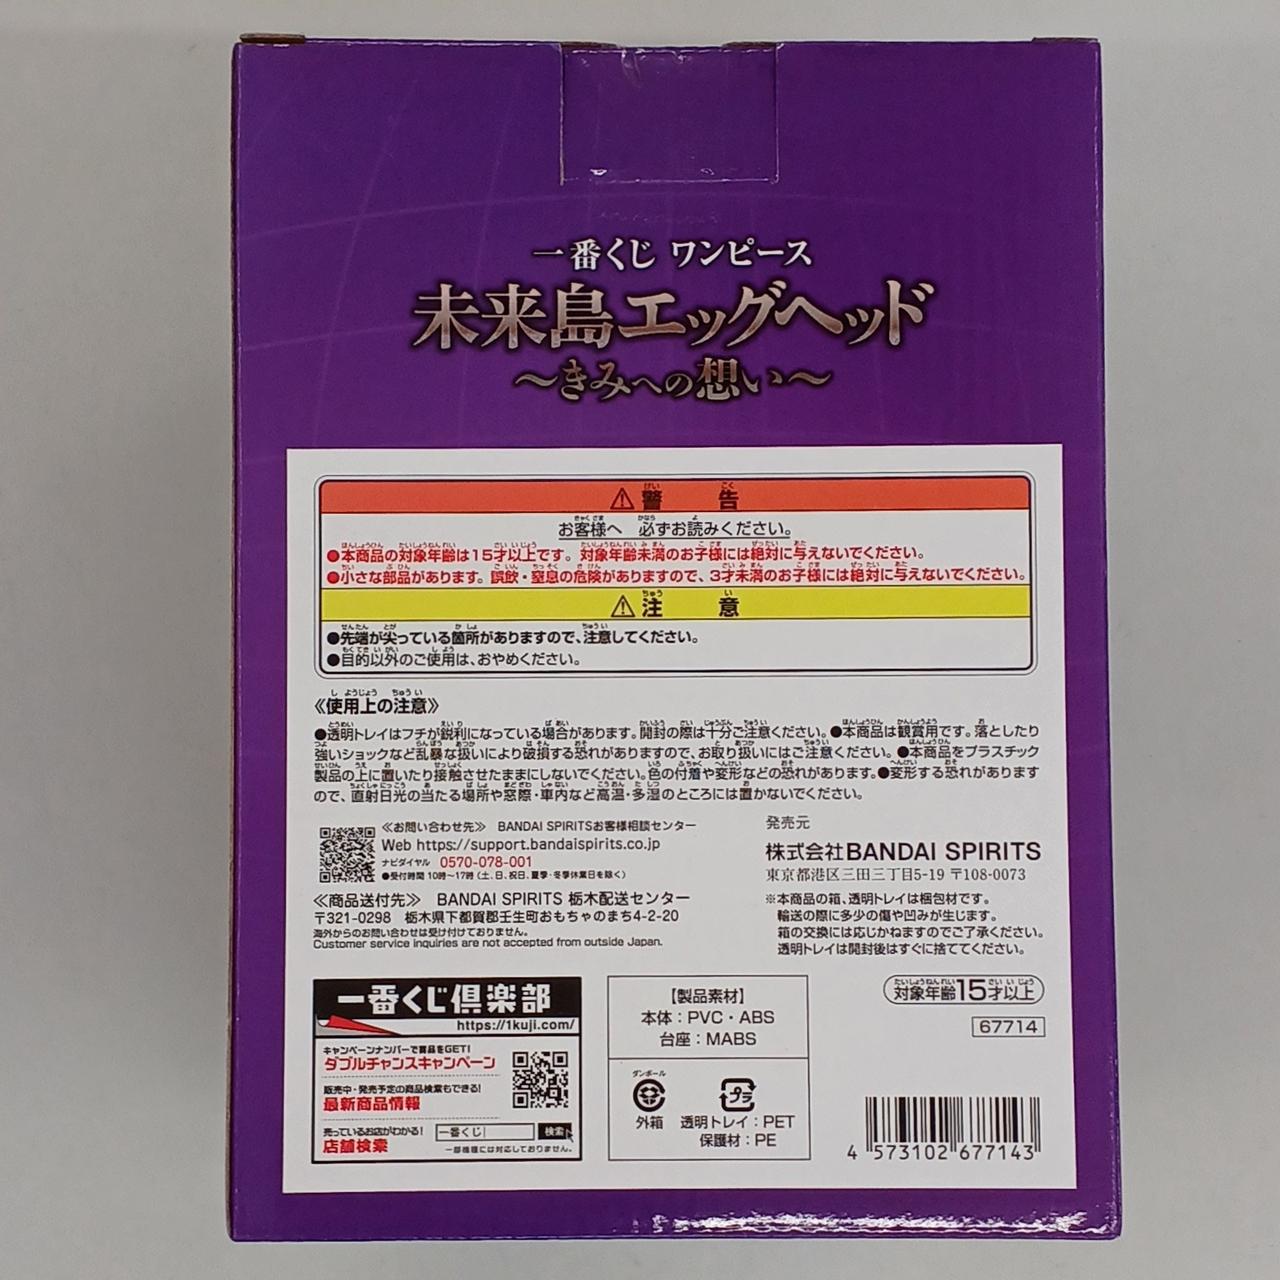 一番くじ ワンピース
未来島エッグヘッド
～きみへの想い～
⚠警告
お客様へ 必ずお読みください。
●本商品の対象年齢は15才以上です。対象年齢未満のお子様には絶対に与えないでください。
●小さな部品があります。誤飲・窒息の危険がありますので、3才未満のお子様には絶対に与えないでください。
⚠注意
●先端が尖っている箇所がありますので、注意してください。
●目的以外のご使用は、おやめください。
《使用上の注意》
●透明トレイはフチが鋭利になっている場合があります。開封の際は十分ご注意ください。●本商品は観賞用です。落としたり
強いショックなど乱暴な扱いにより破損する恐れがありますので、お取り扱いにはご注意ください。●本商品をプラスチック
製品の上に置いたり接触させたままにしないでください。色の付着や変形などの恐れがあります。●変形する恐れがあります
ので、直射日光の当たる場所や窓際・車内など高温・多湿のところには置かないでください。
≪お問い合わせ先≫ BANDAI SPIRITSお客様相談センター
Web https://support.bandaispirits.co.jp
ナビダイヤル 0570-078-001
●受付時間 10時～17時（土、日、祝日、夏季・冬季休業日を除く）
≪商品送付先≫ BANDAI SPIRITS 栃木配送センター
〒321-0298 栃木県下都賀郡壬生町おもちゃのまち4-2-20
海外からのお問い合わせは受け付けておりません。
Customer service inquiries are not accepted from outside Japan.
発売元
株式会社BANDAI SPIRITS
東京都港区三田三丁目5-19 〒108-0073
※本商品の箱、透明トレイは梱包材です。
輸送の際に多少の傷や凹みが生じます。
箱の交換には応じかねますのでご了承ください。
透明トレイは開封後はすぐに捨ててください。
一番くじ倶楽部
https://1kuji.com/
キャンペーンナンバーで賞品をGET!
ダブルチャンスキャンペーン
販売中・発売予定の商品検索もできる!
最新商品情報
売っているお店がわかる!
店舗検索
一番くじ 検索
一部機種には対応しておりません。
【製品素材】
本体：PVC・ABS
台座：MABS
ダンボール
外箱
プラ
透明トレイ：PET
保護材：PE
対象年齢15才以上
67714
4 573102 677143